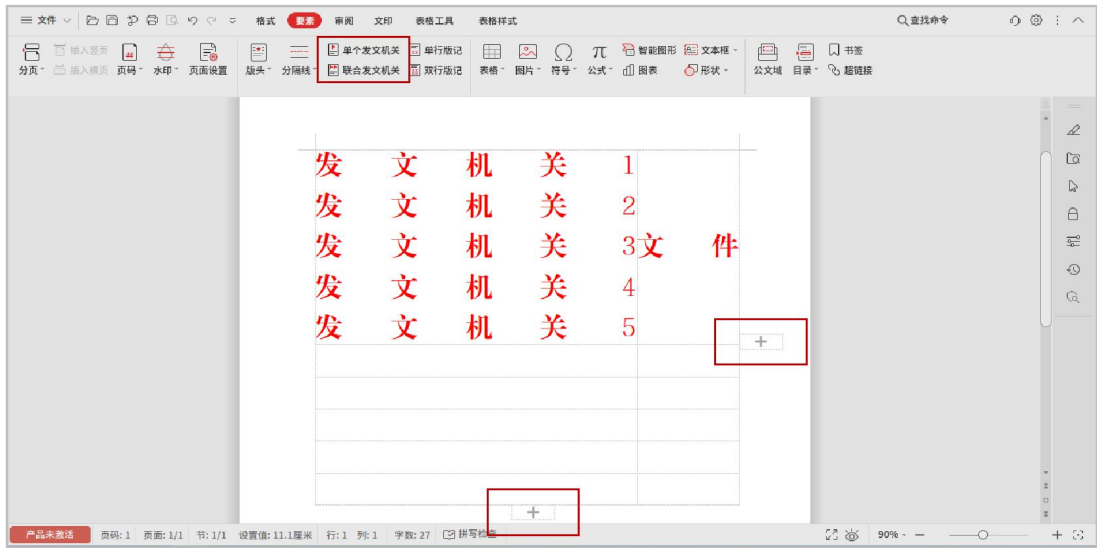 文件 格式 要素 审阅 文印 表格工具 表格样式 查找命令
插入竖页 单个发文机关 单行版记 智能图形 文本框 书签
分页 插入横页 页码 水印 页面设置 版头 分隔线 联合发文机关 双行版记 表格 图片 符号 公式 图表 形状 公文域 目录 超链接
发 文 机 关 1
发 文 机 关 2
发 文 机 关 3 文 件
发 文 机 关 4
发 文 机 关 5
产品未激活 页码: 1 页面: 1/1 节: 1/1 设置值: 11.1厘米 行: 1 列: 1 字数: 27 拼写检查 90%